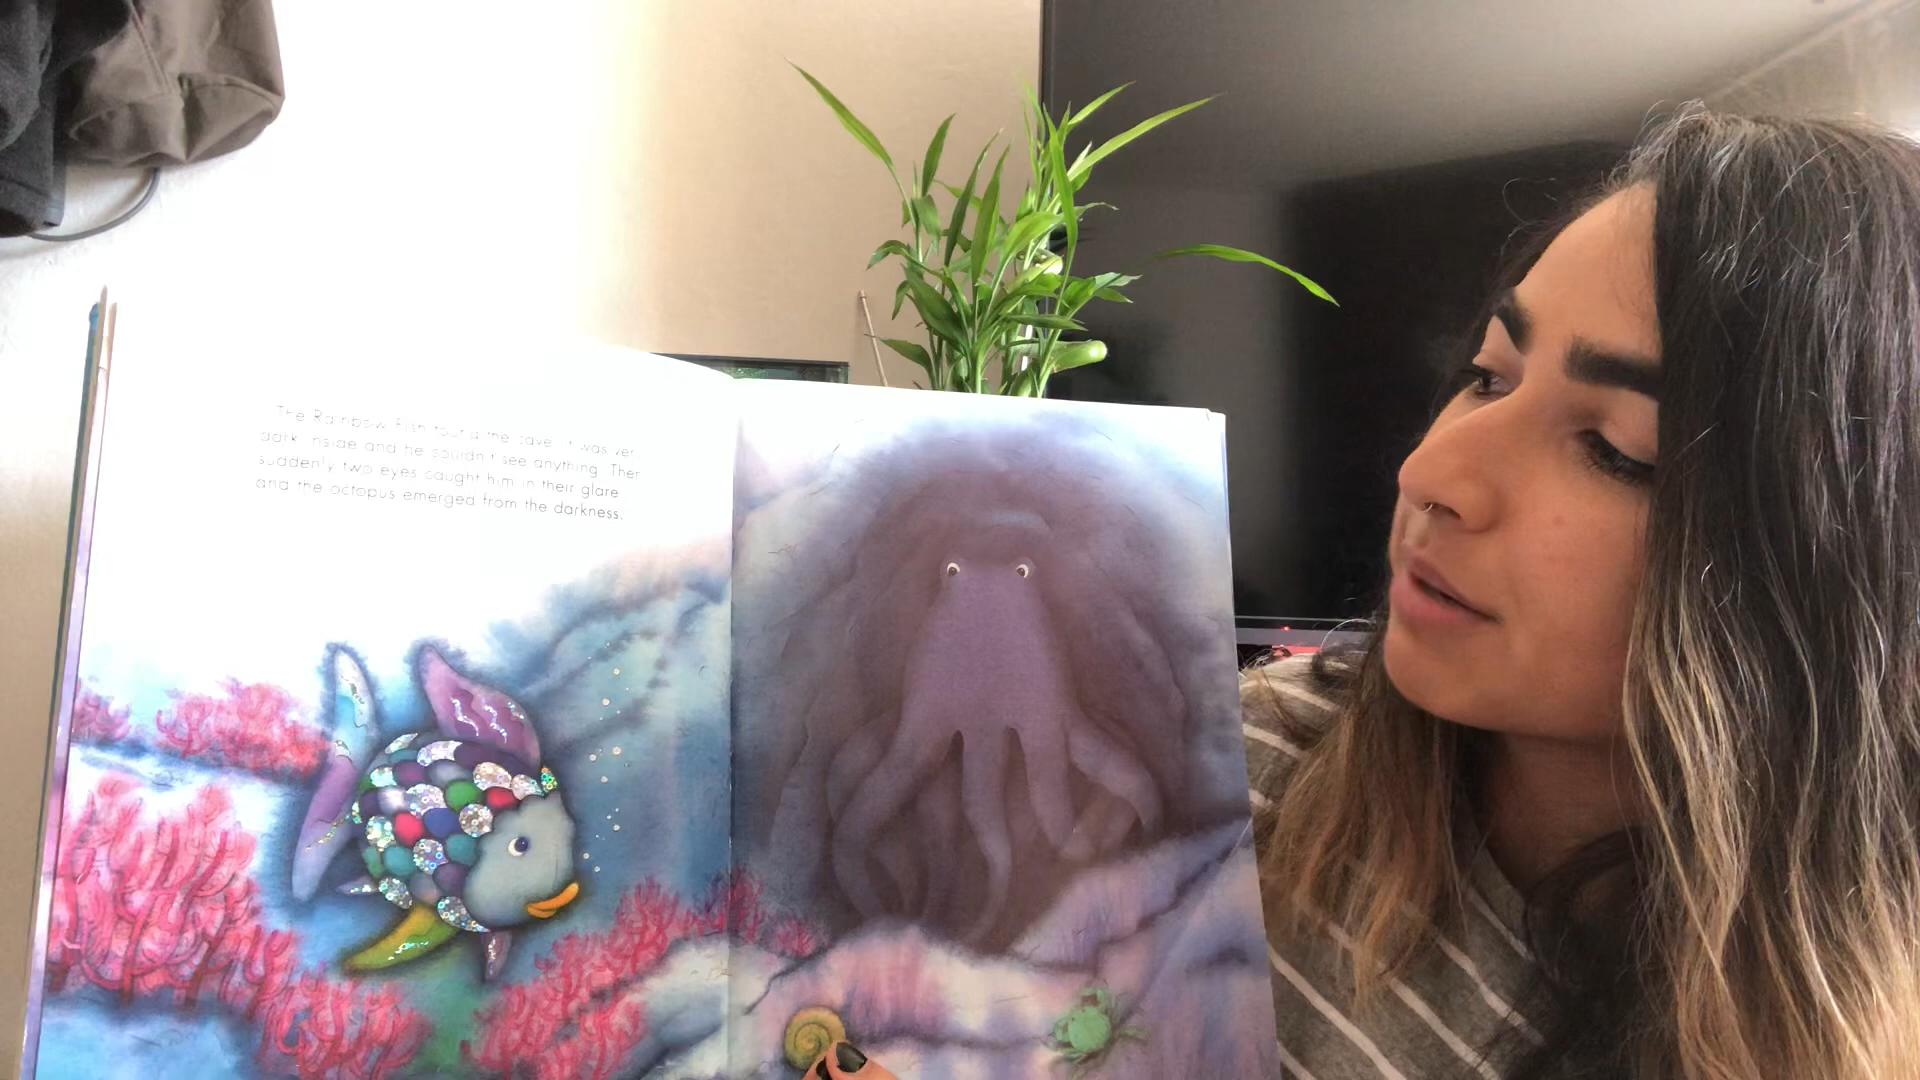 The Rainbow Fish found the cave. It was very
dark inside and he couldn't see anything. Then
suddenly two eyes caught him in their glare
and the octopus emerged from the darkness.